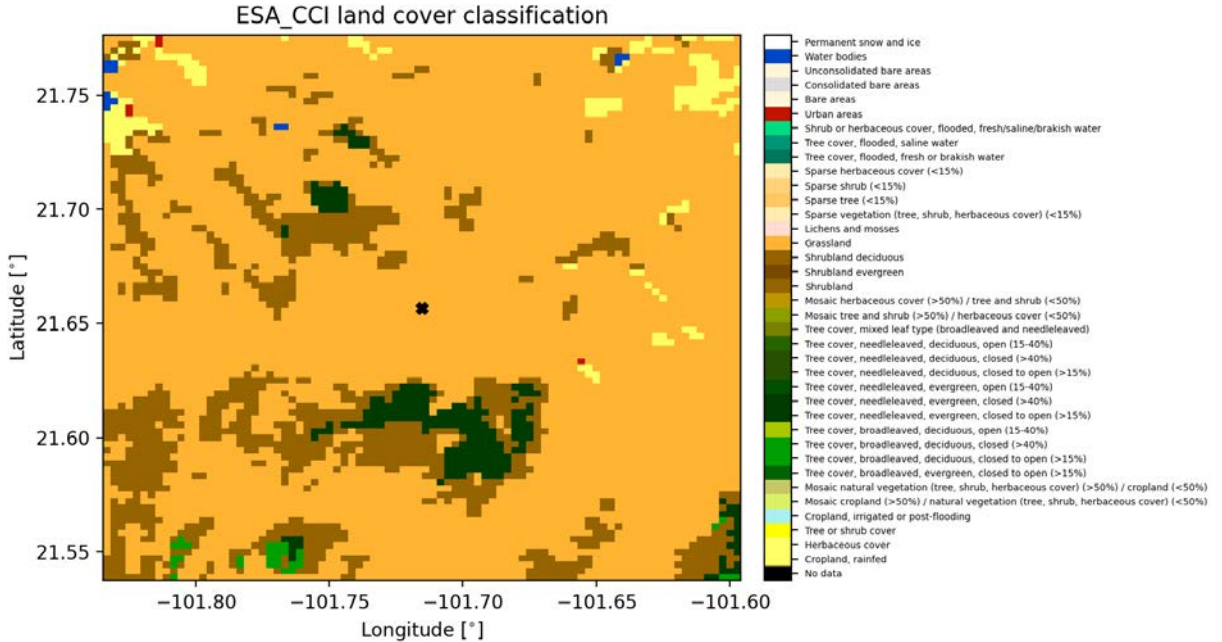 ESA_CCI land cover classification
21.75
21.70
21.65
21.60
21.55
Latitude [°]
−101.80
−101.75
−101.70
−101.65
−101.60
Longitude [°]
Permanent snow and ice
Water bodies
Unconsolidated bare areas
Consolidated bare areas
Bare areas
Urban areas
Shrub or herbaceous cover, flooded, fresh/saline/brakish water
Tree cover, flooded, saline water
Tree cover, flooded, fresh or brakish water
Sparse herbaceous cover (<15%)
Sparse shrub (<15%)
Sparse tree (<15%)
Sparse vegetation (tree, shrub, herbaceous cover) (<15%)
Lichens and mosses
Grassland
Shrubland deciduous
Shrubland evergreen
Shrubland
Mosaic herbaceous cover (>50%) / tree and shrub (<50%)
Mosaic tree and shrub (>50%) / herbaceous cover (<50%)
Tree cover, mixed leaf type (broadleaved and needleleaved)
Tree cover, needleleaved, deciduous, open (15-40%)
Tree cover, needleleaved, deciduous, closed (>40%)
Tree cover, needleleaved, deciduous, closed to open (>15%)
Tree cover, needleleaved, evergreen, open (15-40%)
Tree cover, needleleaved, evergreen, closed (>40%)
Tree cover, needleleaved, evergreen, closed to open (>15%)
Tree cover, broadleaved, deciduous, open (15-40%)
Tree cover, broadleaved, deciduous, closed (>40%)
Tree cover, broadleaved, deciduous, closed to open (>15%)
Tree cover, broadleaved, evergreen, closed to open (>15%)
Mosaic natural vegetation (tree, shrub, herbaceous cover) (>50%) / cropland (<50%)
Mosaic cropland (>50%) / natural vegetation (tree, shrub, herbaceous cover) (<50%)
Cropland, irrigated or post-flooding
Tree or shrub cover
Herbaceous cover
Cropland, rainfed
No data